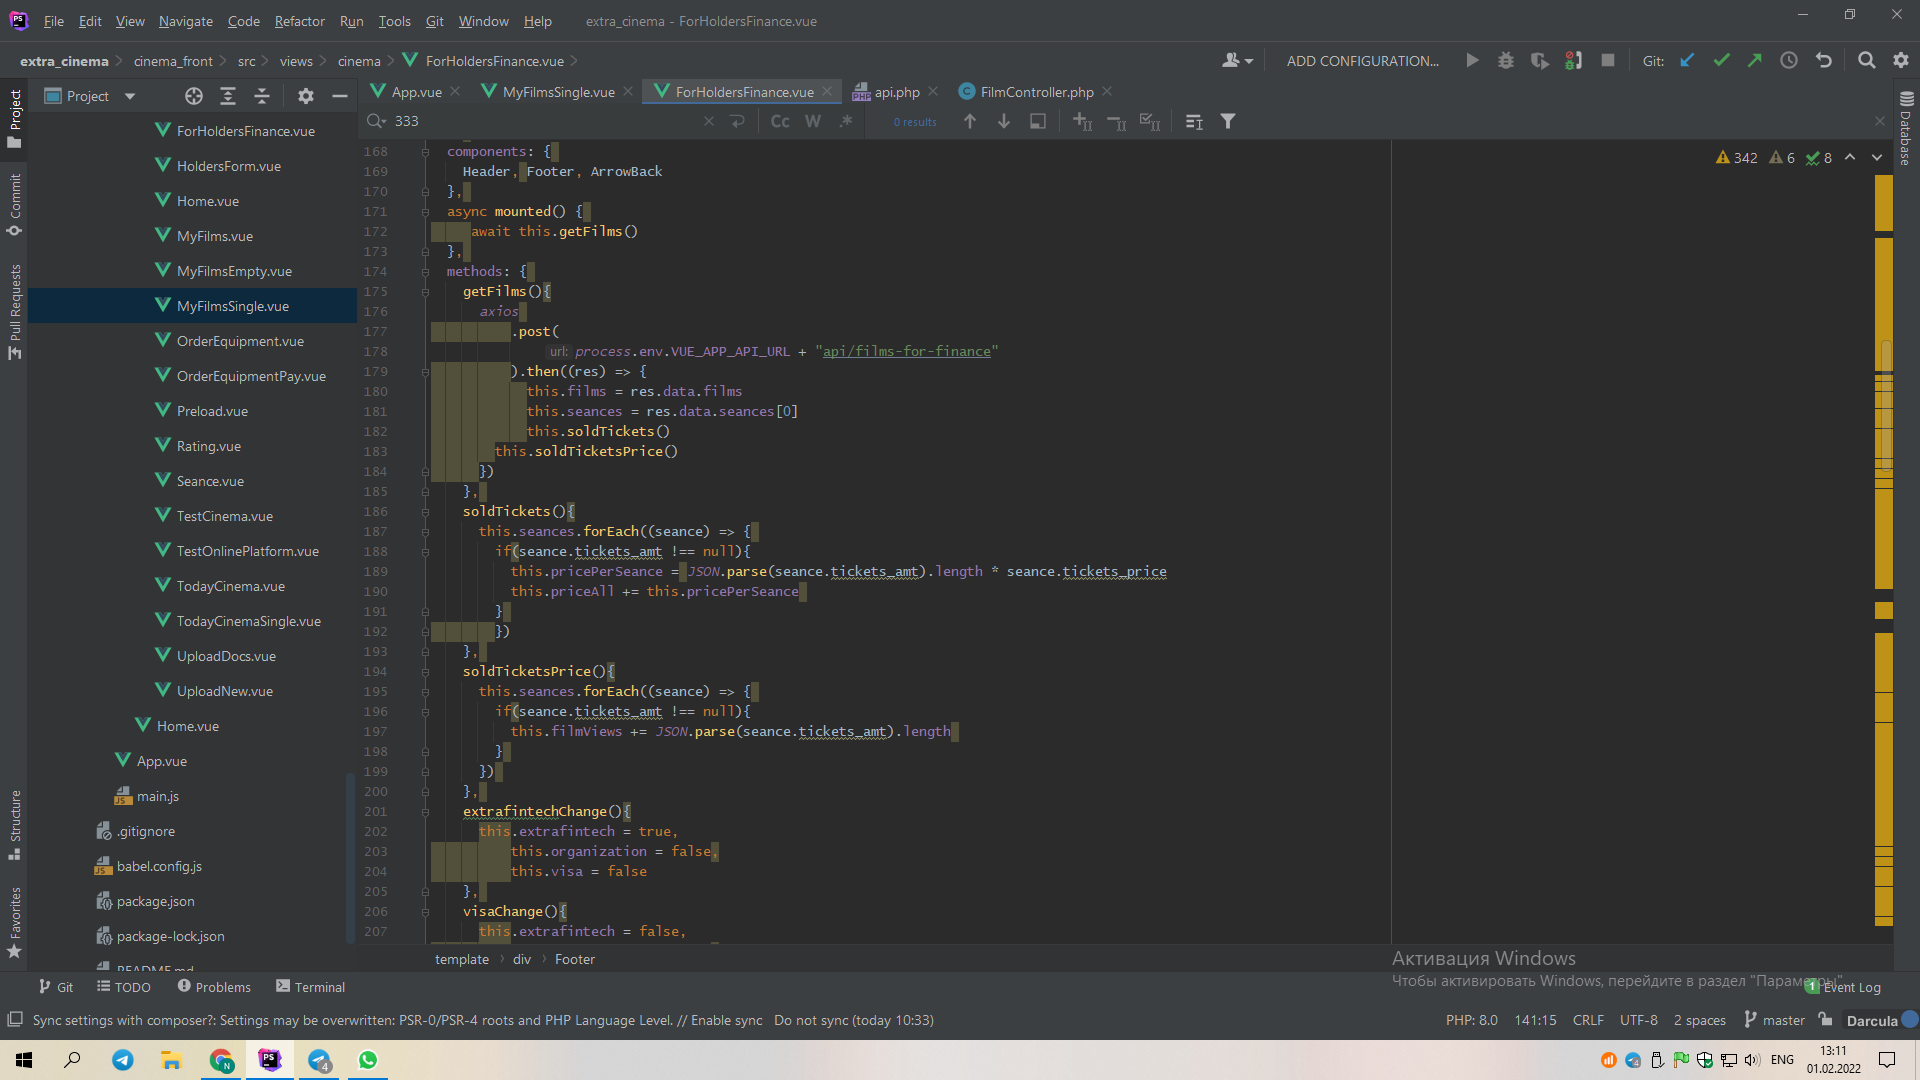 File Edit View Navigate Code Refactor Run Tools Git Window Help extra_cinema - ForHoldersFinance.vue
extra_cinema cinema_front src views cinema ForHoldersFinance.vue ADD CONFIGURATION... Git:
Project App.vue MyFilmsSingle.vue ForHoldersFinance.vue api.php FilmController.php
333 Cc W .* 0 results
342 6 8
Project
Commit
Pull Requests
Structure
Favorites
Database
ForHoldersFinance.vue
HoldersForm.vue
Home.vue
MyFilms.vue
MyFilmsEmpty.vue
MyFilmsSingle.vue
OrderEquipment.vue
OrderEquipmentPay.vue
Preload.vue
Rating.vue
Seance.vue
TestCinema.vue
TestOnlinePlatform.vue
TodayCinema.vue
TodayCinemaSingle.vue
UploadDocs.vue
UploadNew.vue
Home.vue
App.vue
main.js
.gitignore
babel.config.js
package.json
package-lock.json
README.md
168 components: {
169 Header, Footer, ArrowBack
170 },
171 async mounted() {
172 await this.getFilms()
173 },
174 methods: {
175 getFilms(){
176 axios
177 .post(
178 url: process.env.VUE_APP_API_URL + "api/films-for-finance"
179 ).then((res) => {
180 this.films = res.data.films
181 this.seances = res.data.seances[0]
182 this.soldTickets()
183 this.soldTicketsPrice()
184 })
185 },
186 soldTickets(){
187 this.seances.forEach((seance) => {
188 if(seance.tickets_amt !== null){
189 this.pricePerSeance = JSON.parse(seance.tickets_amt).length * seance.tickets_price
190 this.priceAll += this.pricePerSeance
191 }
192 })
193 },
194 soldTicketsPrice(){
195 this.seances.forEach((seance) => {
196 if(seance.tickets_amt !== null){
197 this.filmViews += JSON.parse(seance.tickets_amt).length
198 }
199 })
200 },
201 extrafintechChange(){
202 this.extrafintech = true,
203 this.organization = false,
204 this.visa = false
205 },
206 visaChange(){
207 this.extrafintech = false,
template div Footer
Активация Windows
Чтобы активировать Windows, перейдите в раздел "Параметры".
Git TODO Problems Terminal 1 Event Log
Sync settings with composer?: Settings may be overwritten: PSR-0/PSR-4 roots and PHP Language Level. // Enable sync Do not sync (today 10:33) PHP: 8.0 141:15 CRLF UTF-8 2 spaces master Darcula
ENG 13:11
01.02.2022